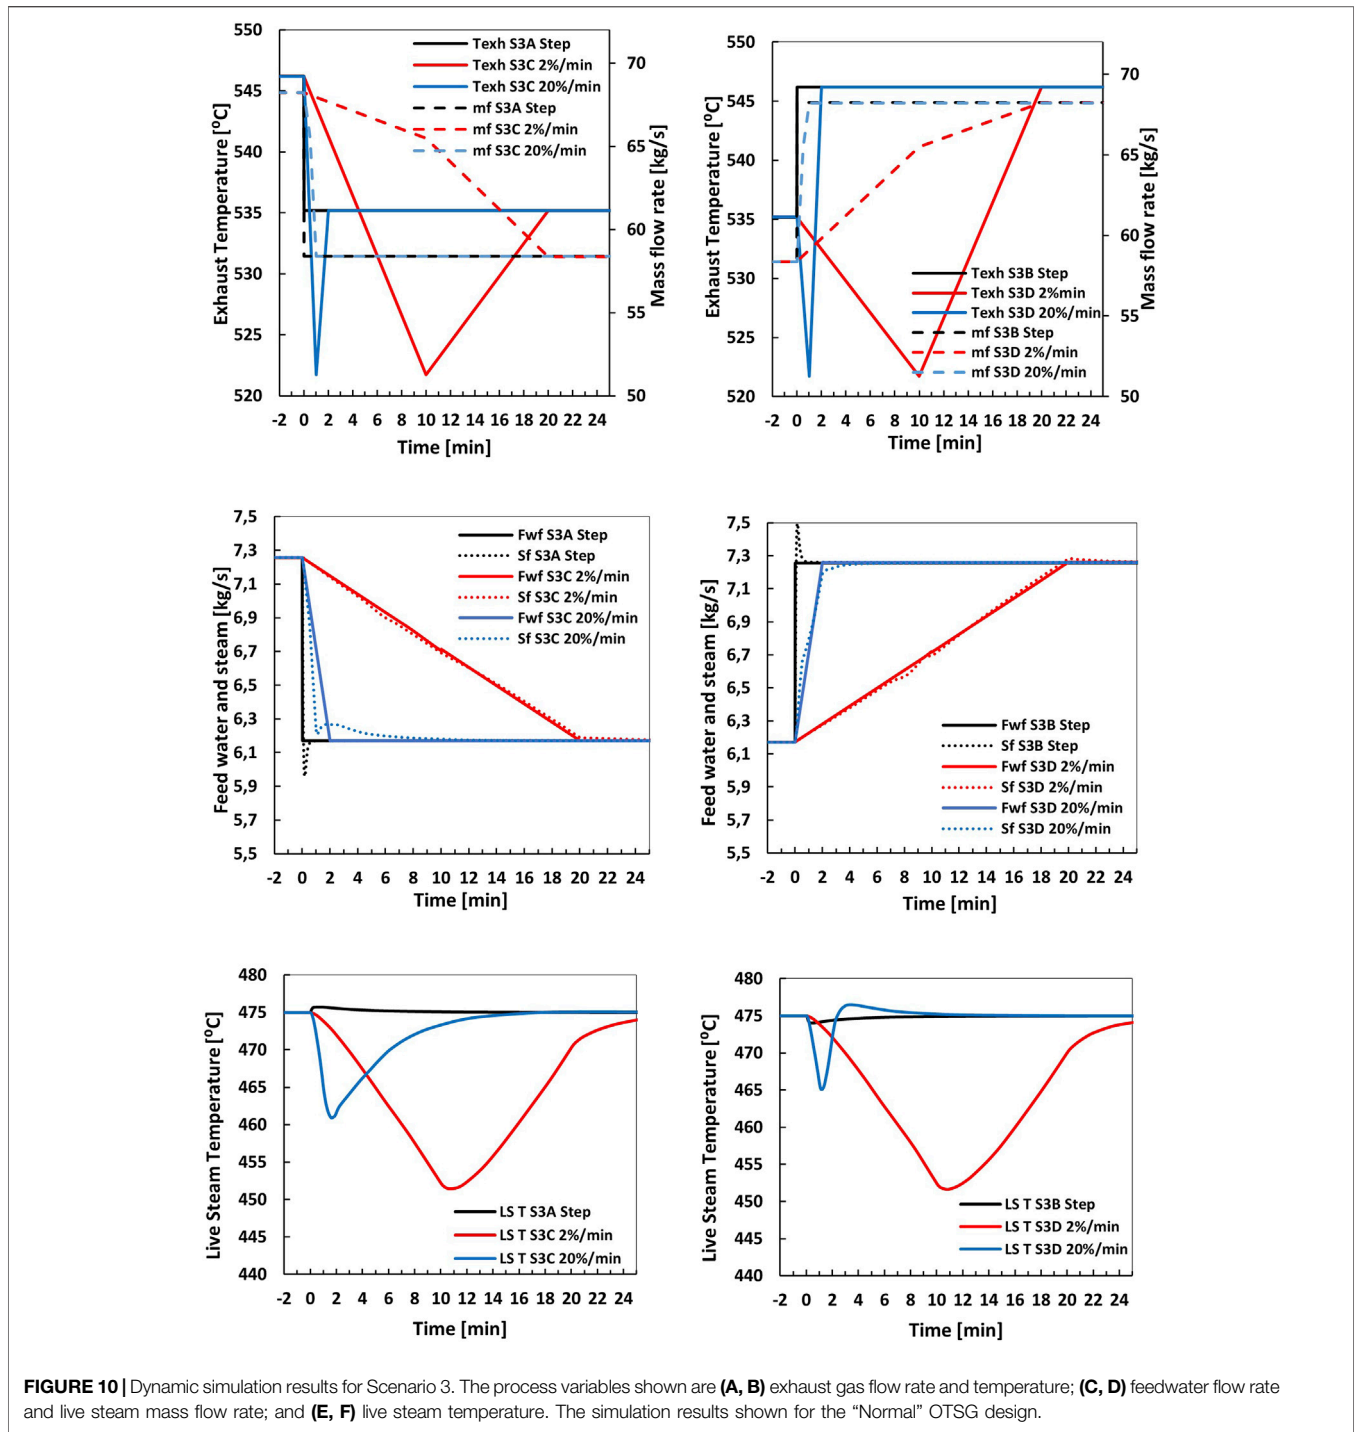 550
545
540
535
530
525
520
Exhaust Temperature [⁰C]
Texh S3A Step
Texh S3C 2%/min
Texh S3C 20%/min
mf S3A Step
mf S3C 2%/min
mf S3C 20%/min
70
65
60
55
50
Mass flow rate [kg/s]
-2 0 2 4 6 8 10 12 14 16 18 20 22 24
Time [min]
550
545
540
535
530
525
520
Exhaust Temperature [⁰C]
Texh S3B Step
Texh S3D 2%min
Texh S3D 20%/min
mf S3B Step
mf S3D 2%/min
mf S3D 20%/min
70
65
60
55
50
Mass flow rate [kg/s]
-2 0 2 4 6 8 10 12 14 16 18 20 22 24
Time [min]
7,5
7,3
7,1
6,9
6,7
6,5
6,3
6,1
5,9
5,7
5,5
Feed water and steam [kg/s]
Fwf S3A Step
Sf S3A Step
Fwf S3C 2%/min
Sf S3C 2%/min
Fwf S3C 20%/min
Sf S3C 20%/min
-2 0 2 4 6 8 10 12 14 16 18 20 22 24
Time [min]
7,5
7,3
7,1
6,9
6,7
6,5
6,3
6,1
5,9
5,7
5,5
Feed water and steam [kg/s]
Fwf S3B Step
Sf S3B Step
Fwf S3D 2%/min
Sf S3D 2%/min
Fwf S3D 20%/min
Sf S3D 20%/min
-2 0 2 4 6 8 10 12 14 16 18 20 22 24
Time [min]
480
475
470
465
460
455
450
445
440
Live Steam Temperature [⁰C]
LS T S3A Step
LS T S3C 2%/min
LS T S3C 20%/min
-2 0 2 4 6 8 10 12 14 16 18 20 22 24
Time [min]
480
475
470
465
460
455
450
445
440
Live Steam Temperature [⁰C]
LS T S3B Step
LS T S3D 2%/min
LS T S3D 20%/min
-2 0 2 4 6 8 10 12 14 16 18 20 22 24
Time [min]
FIGURE 10 | Dynamic simulation results for Scenario 3. The process variables shown are (A, B) exhaust gas flow rate and temperature; (C, D) feedwater flow rate
and live steam mass flow rate; and (E, F) live steam temperature. The simulation results shown for the “Normal” OTSG design.